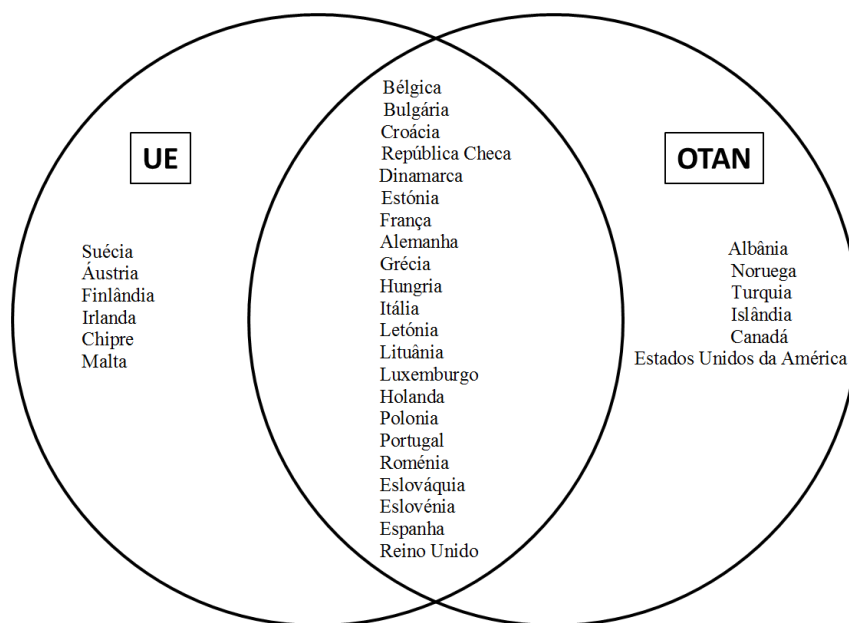 UE
OTAN
Suécia
Áustria
Finlândia
Irlanda
Chipre
Malta
Bélgica
Bulgária
Croácia
República Checa
Dinamarca
Estónia
França
Alemanha
Grécia
Hungria
Itália
Letónia
Lituânia
Luxemburgo
Holanda
Polonia
Portugal
Roménia
Eslováquia
Eslovénia
Espanha
Reino Unido
Albânia
Noruega
Turquia
Islândia
Canadá
Estados Unidos da América